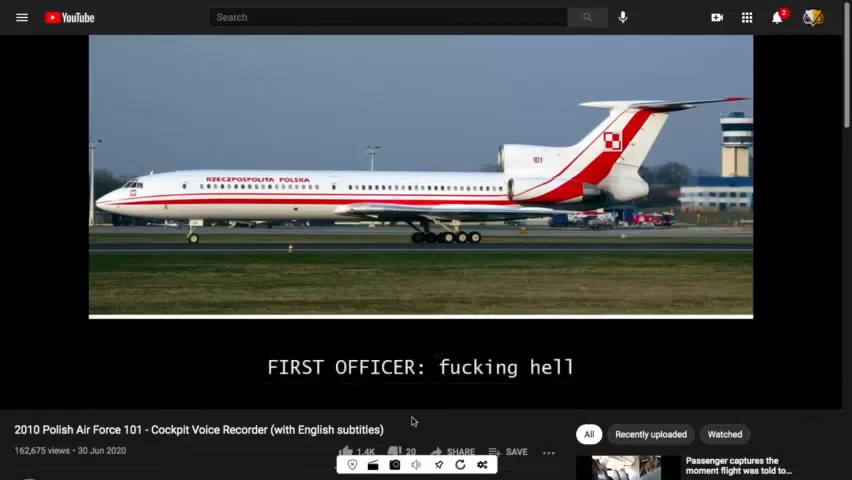 YouTube
Search
2
RZECZPOSPOLITA POLSKA
101
FIRST OFFICER: fucking hell
2010 Polish Air Force 101 - Cockpit Voice Recorder (with English subtitles)
162,675 views • 30 Jun 2020
1.4K
20
SHARE
SAVE
All
Recently uploaded
Watched
Passenger captures the
moment flight was told to...